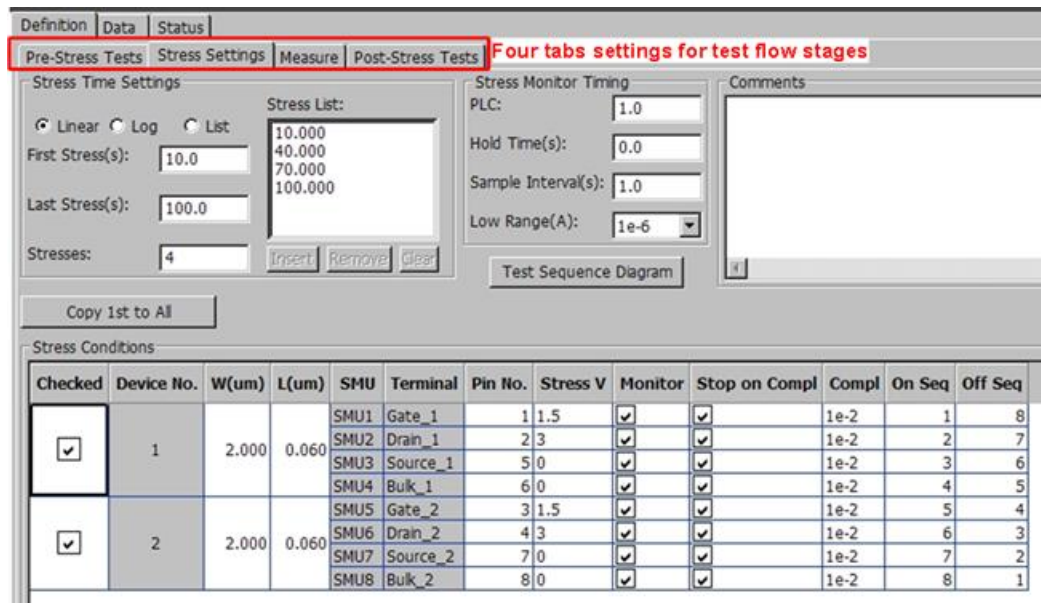 Definition Data Status
Pre-Stress Tests Stress Settings Measure Post-Stress Tests Four tabs settings for test flow stages
Stress Time Settings
Linear Log List
First Stress(s): 10.0
Last Stress(s): 100.0
Stresses: 4
Stress List:
10.000
40.000
70.000
100.000
Insert Remove Clear
Stress Monitor Timing
PLC: 1.0
Hold Time(s): 0.0
Sample Interval(s): 1.0
Low Range(A): 1e-6
Test Sequence Diagram
Comments
Copy 1st to All
Stress Conditions
Checked Device No. W(um) L(um) SMU Terminal Pin No. Stress V Monitor Stop on Compl Compl On Seq Off Seq
1 2.000 0.060
SMU1 Gate_1 1 1.5 1e-2 1 8
SMU2 Drain_1 2 3 1e-2 2 7
SMU3 Source_1 5 0 1e-2 3 6
SMU4 Bulk_1 6 0 1e-2 4 5
2 2.000 0.060
SMU5 Gate_2 3 1.5 1e-2 5 4
SMU6 Drain_2 4 3 1e-2 6 3
SMU7 Source_2 7 0 1e-2 7 2
SMU8 Bulk_2 8 0 1e-2 8 1